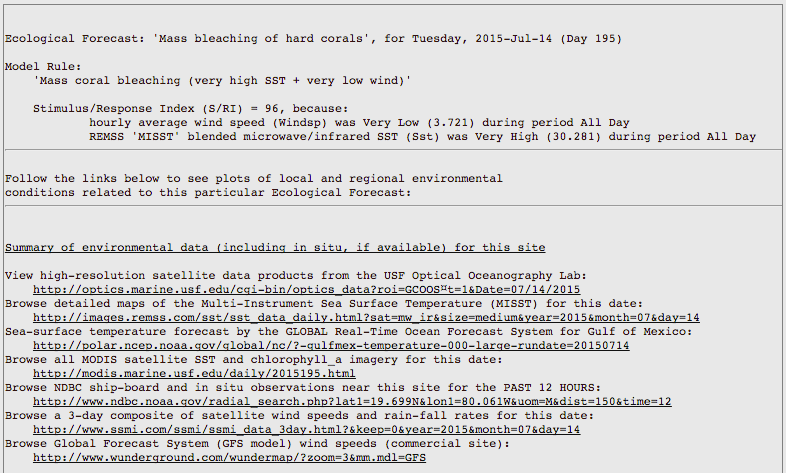 Ecological Forecast: 'Mass bleaching of hard corals', for Tuesday, 2015-Jul-14 (Day 195)
Model Rule:
'Mass coral bleaching (very high SST + very low wind)'
Stimulus/Response Index (S/RI) = 96, because:
hourly average wind speed (Windsp) was Very Low (3.721) during period All Day
REMSS 'MISST' blended microwave/infrared SST (Sst) was Very High (30.281) during period All Day
Follow the links below to see plots of local and regional environmental
conditions related to this particular Ecological Forecast:
Summary of environmental data (including in situ, if available) for this site
View high-resolution satellite data products from the USF Optical Oceanography Lab:
http://optics.marine.usf.edu/cgi-bin/optics_data?roi=GCOOS¤t=1&Date=07/14/2015
Browse detailed maps of the Multi-Instrument Sea Surface Temperature (MISST) for this date:
http://images.remss.com/sst/sst_data_daily.html?sat=mw_ir&size=medium&year=2015&month=07&day=14
Sea-surface temperature forecast by the GLOBAL Real-Time Ocean Forecast System for Gulf of Mexico:
http://polar.ncep.noaa.gov/global/nc/?-gulfmex-temperature-000-large-rundate=20150714
Browse all MODIS satellite SST and chlorophyll_a imagery for this date:
http://modis.marine.usf.edu/daily/2015195.html
Browse NDBC ship-board and in situ observations near this site for the PAST 12 HOURS:
http://www.ndbc.noaa.gov/radial_search.php?lat1=19.699N&lon1=80.061W&uom=M&dist=150&time=12
Browse a 3-day composite of satellite wind speeds and rain-fall rates for this date:
http://www.ssmi.com/ssmi/ssmi_data_3day.html?&keep=0&year=2015&month=07&day=14
Browse Global Forecast System (GFS model) wind speeds (commercial site):
http://www.wunderground.com/wundermap/?zoom=3&mm.mdl=GFS